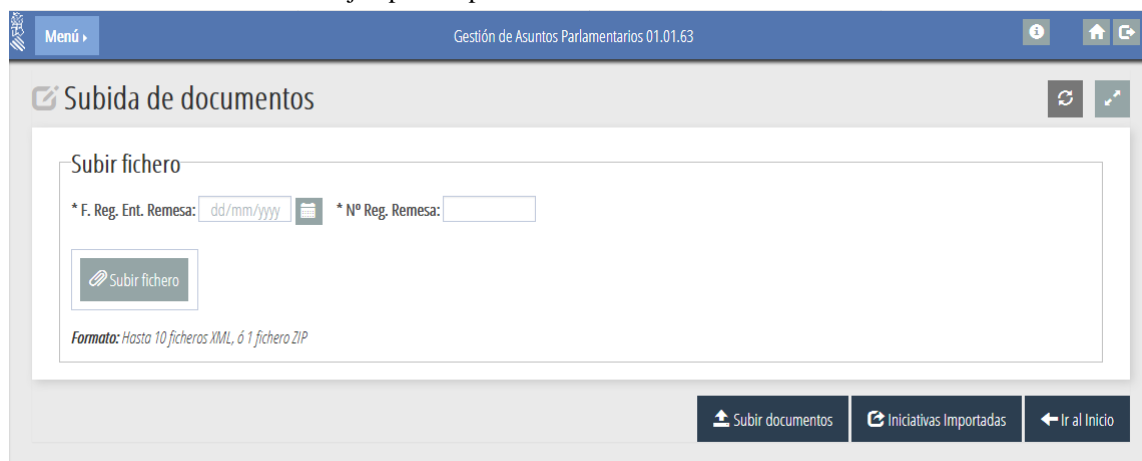 Menú
Gestión de Asuntos Parlamentarios 01.01.63
Subida de documentos
Subir fichero
* F. Reg. Ent. Remesa: dd/mm/yyyy * Nº Reg. Remesa:
Subir fichero
Formato: Hasta 10 ficheros XML, ó 1 fichero ZIP
Subir documentos Iniciativas Importadas Ir al Inicio